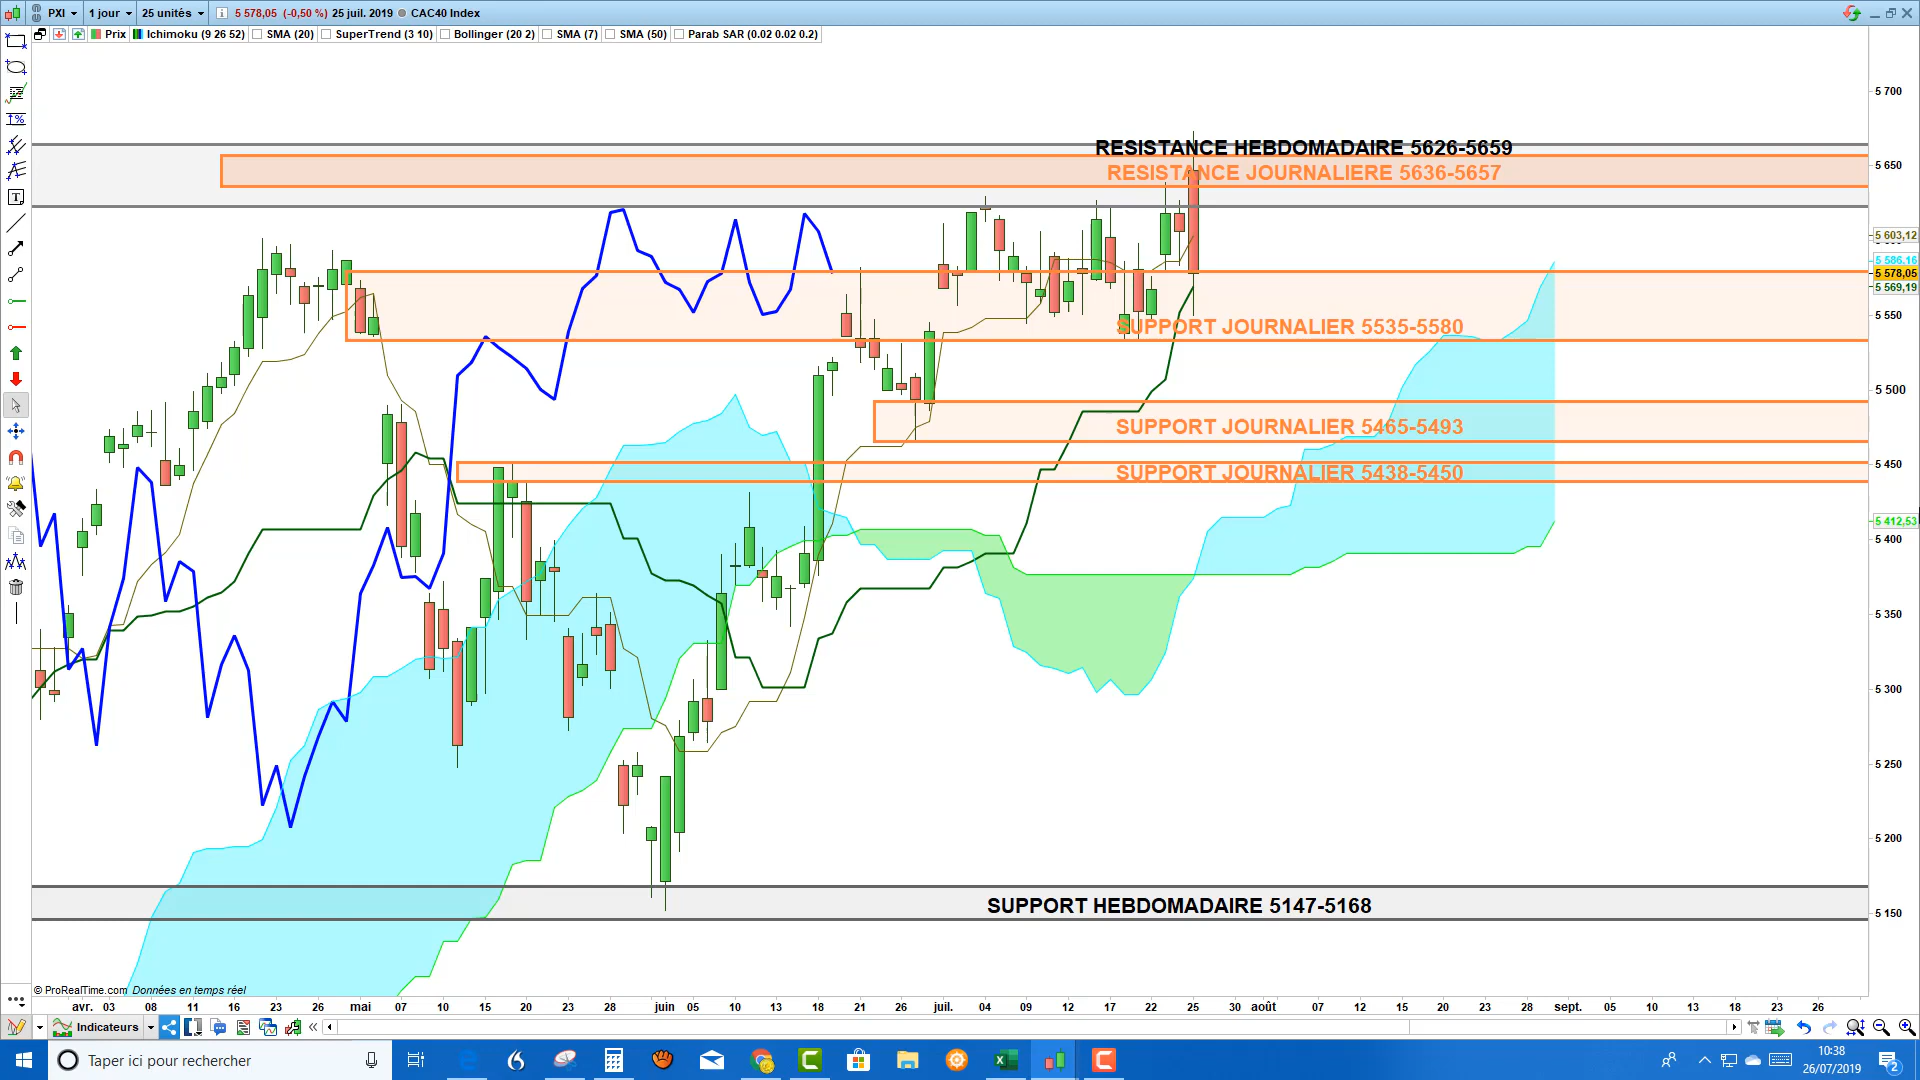 PXI 1 jour 25 unités 5 578,05 (-0,50 %) 25 juil. 2019 CAC40 Index
Prix Ichimoku (9 26 52) SMA (20) SuperTrend (3 10) Bollinger (20 2) SMA (7) SMA (50) Parab SAR (0.02 0.02 0.2)
5 700
RESISTANCE HEBDOMADAIRE 5626-5659
5 650
RESISTANCE JOURNALIERE 5636-5657
5 603,12
5 586,16
5 578,05
5 569,19
5 550
SUPPORT JOURNALIER 5535-5580
5 500
SUPPORT JOURNALIER 5465-5493
5 450
SUPPORT JOURNALIER 5438-5450
5 412,53
5 400
5 350
5 300
5 250
5 200
SUPPORT HEBDOMADAIRE 5147-5168
5 150
© ProRealTime.com Données en temps réel
avr. 03 08 11 16 23 26 mai 07 10 15 20 23 28 juin 05 10 13 18 21 26 juil. 04 09 12 17 22 25 30 août 07 12 15 20 23 28 sept. 05 10 13 18 23 26
Indicateurs
Taper ici pour rechercher
10:38
26/07/2019
2